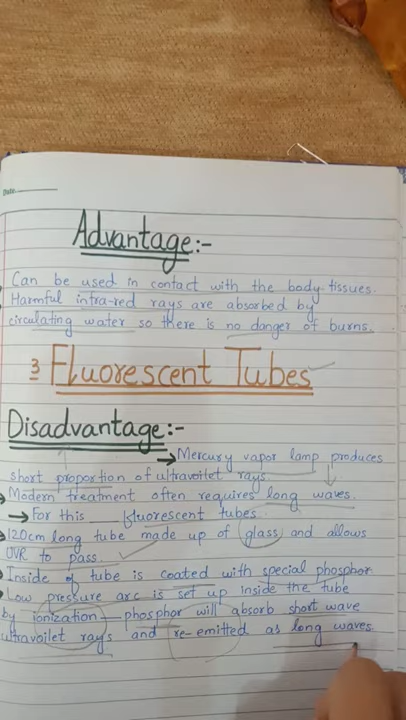 Date:
Advantage:-
Can be used in contact with the body tissues.
Harmful infra-red rays are absorbed by
circulating water so there is no danger of burns.
3 Fluorescent Tubes
Disadvantage:-
→ Mercury vapor lamp produces
short proportion of ultravoilet rays.
→ Modern treatment often requires long waves.
→ For this fluorescent tubes.
→ 120cm long tube made up of glass and allows
UVR to pass.
Inside of tube is coated with special phosphor
Low pressure arc is set up inside the tube
by ionization phosphor will absorb short wave
ultravoilet rays and re-emitted as long waves.